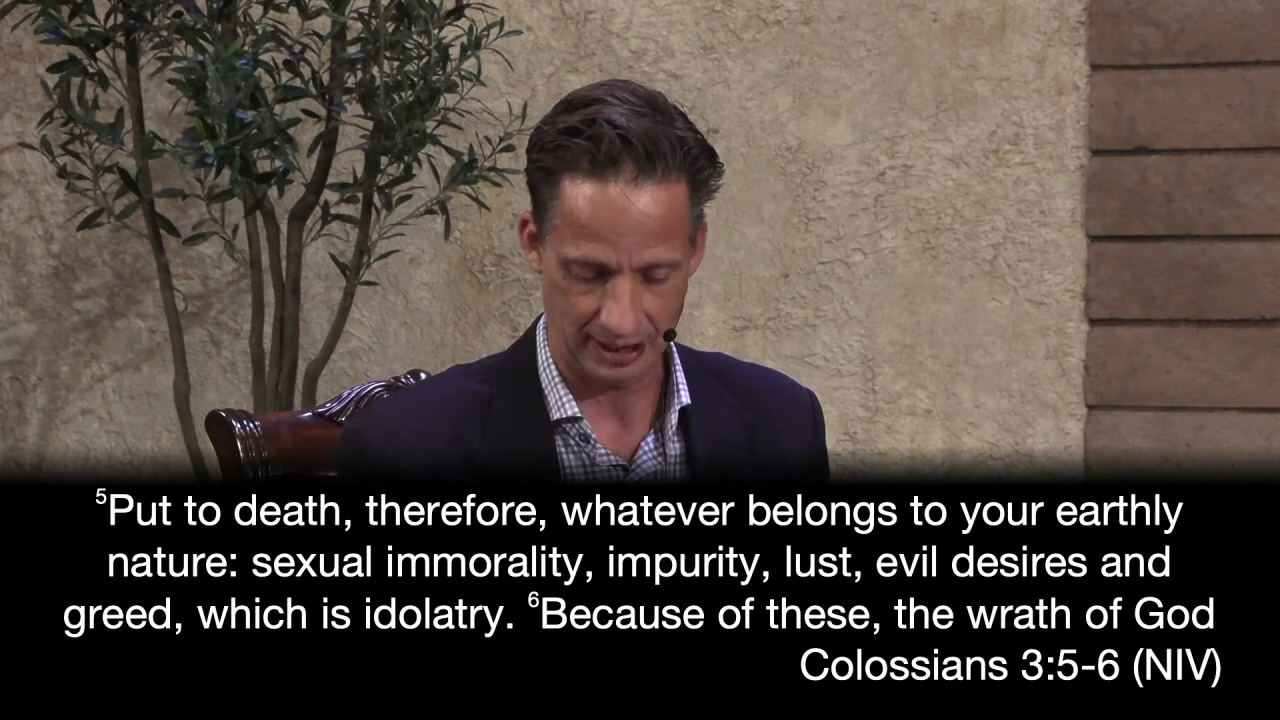 ⁵Put to death, therefore, whatever belongs to your earthly
nature: sexual immorality, impurity, lust, evil desires and
greed, which is idolatry. ⁶Because of these, the wrath of God
Colossians 3:5-6 (NIV)